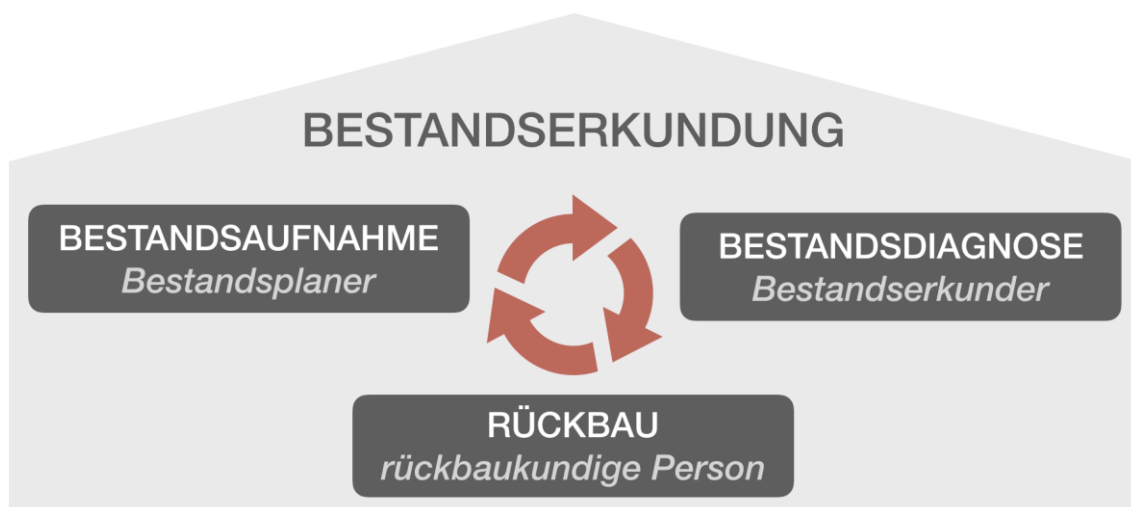 BESTANDSERKUNDUNG
BESTANDSAUFNAHME
Bestandsplaner
BESTANDSDIAGNOSE
Bestandserkunder
RÜCKBAU
rückbaukundige Person